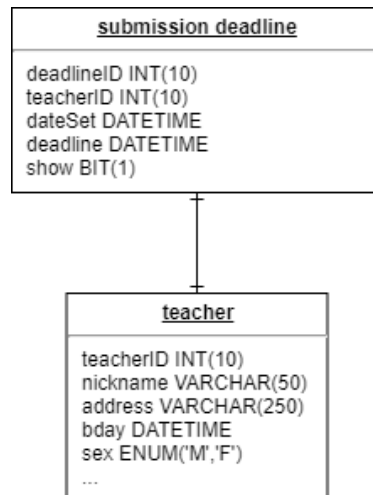 submission deadline
deadlineID INT(10)
teacherID INT(10)
dateSet DATETIME
deadline DATETIME
show BIT(1)
teacher
teacherID INT(10)
nickname VARCHAR(50)
address VARCHAR(250)
bday DATETIME
sex ENUM('M','F')
...